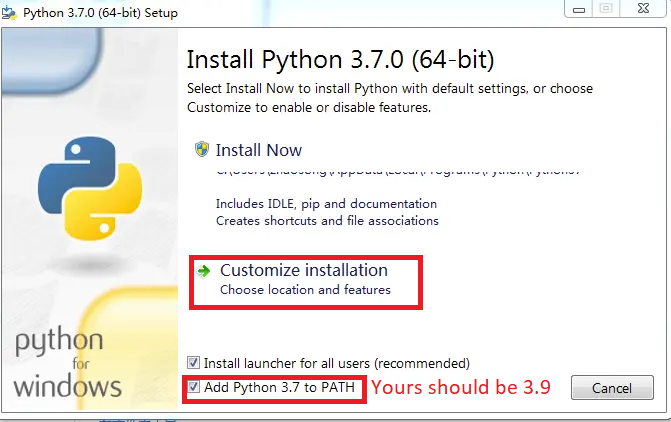 Python 3.7.0 (64-bit) Setup
Install Python 3.7.0 (64-bit)
Select Install Now to install Python with default settings, or choose
Customize to enable or disable features.
Install Now
Includes IDLE, pip and documentation
Creates shortcuts and file associations
Customize installation
Choose location and features
python
for
windows
Install launcher for all users (recommended)
Add Python 3.7 to PATH Yours should be 3.9
Cancel